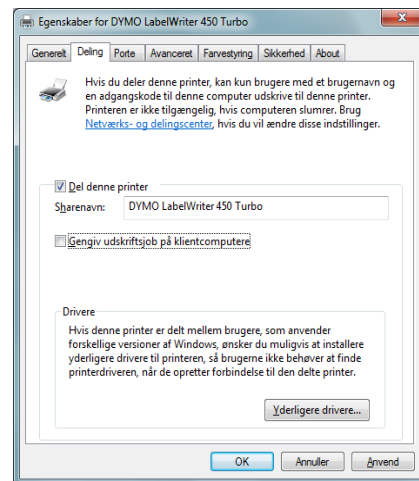 Egenskaber for DYMO LabelWriter 450 Turbo
Generelt Deling Porte Avanceret Farvestyring Sikkerhed About
Hvis du deler denne printer, kan kun brugere med et brugernavn og
en adgangskode til denne computer udskrive til denne printer.
Printeren er ikke tilgængelig, hvis computeren slumrer. Brug
Netværks- og delingscenter, hvis du vil ændre disse indstillinger.
Del denne printer
Sharenavn: DYMO LabelWriter 450 Turbo
Gengiv udskriftsjob på klientcomputere
Drivere
Hvis denne printer er delt mellem brugere, som anvender
forskellige versioner af Windows, ønsker du muligvis at installere
yderligere drivere til printeren, så brugerne ikke behøver at finde
printerdriveren, når de opretter forbindelse til den delte printer.
Yderligere drivere...
OK Annuller Anvend